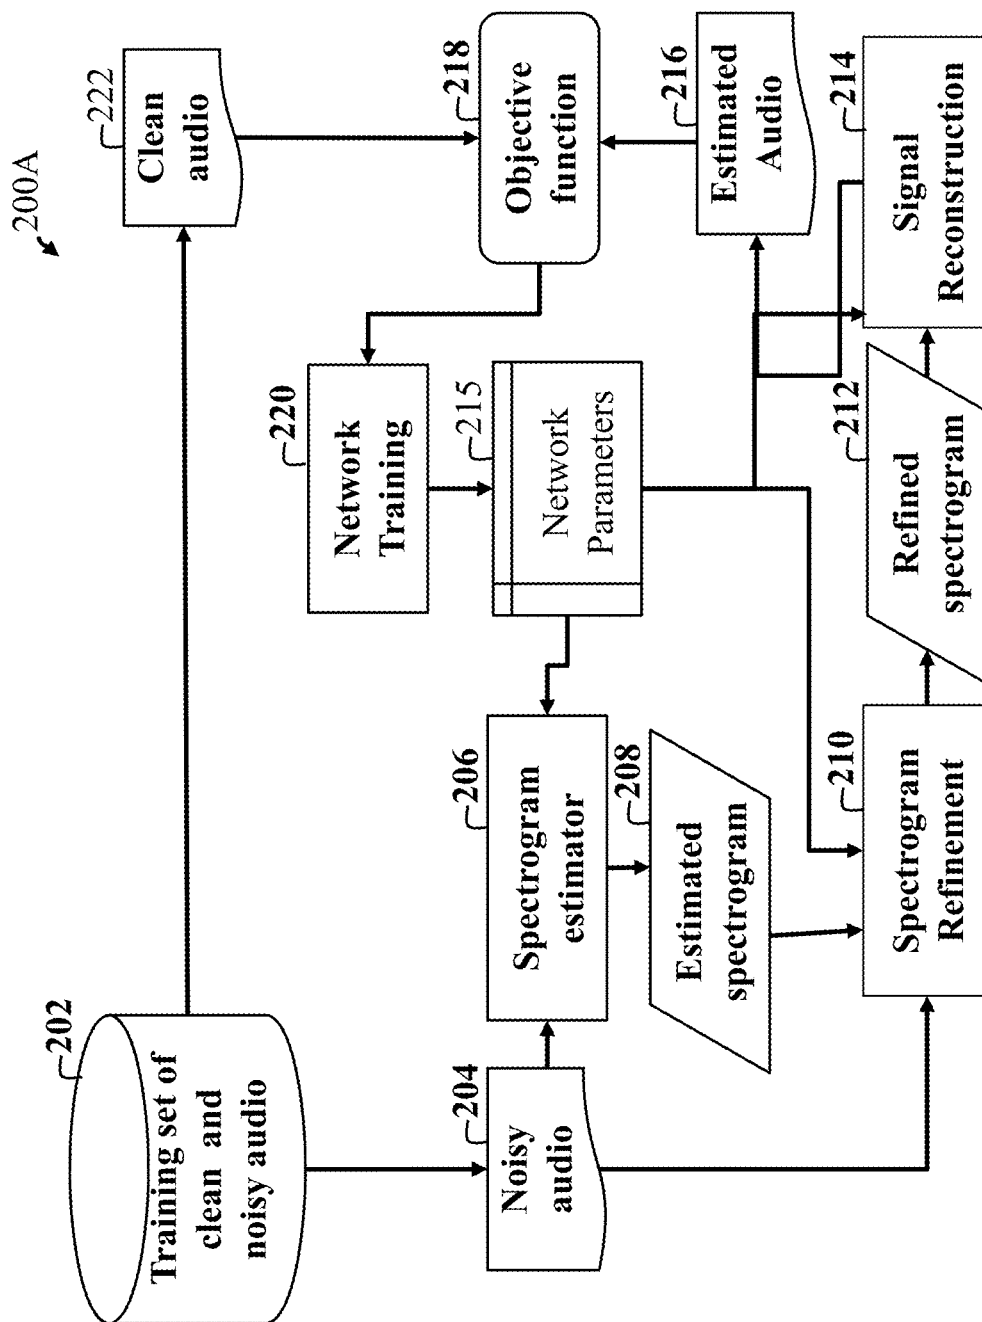 200A
202
Training set of
clean and
noisy audio
222
Clean
audio
204
Noisy
audio
206
Spectrogram
estimator
208
Estimated
spectrogram
220
Network
Training
215
Network
Parameters
218
Objective
function
216
Estimated
Audio
210
Spectrogram
Refinement
212
Refined
spectrogram
214
Signal
Reconstruction